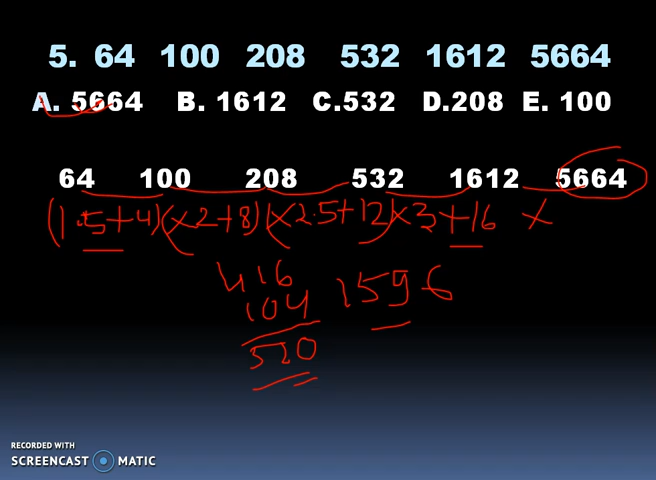 5. 64 100 208 532 1612 5664
A. 5664 B. 1612 C.532 D.208 E. 100
64 100 208 532 1612 5664
(1.5+4)(×2+8)(×2.5+12)×3+16 ×
416 1596
104
520
RECORDED WITH
SCREENCAST MATIC